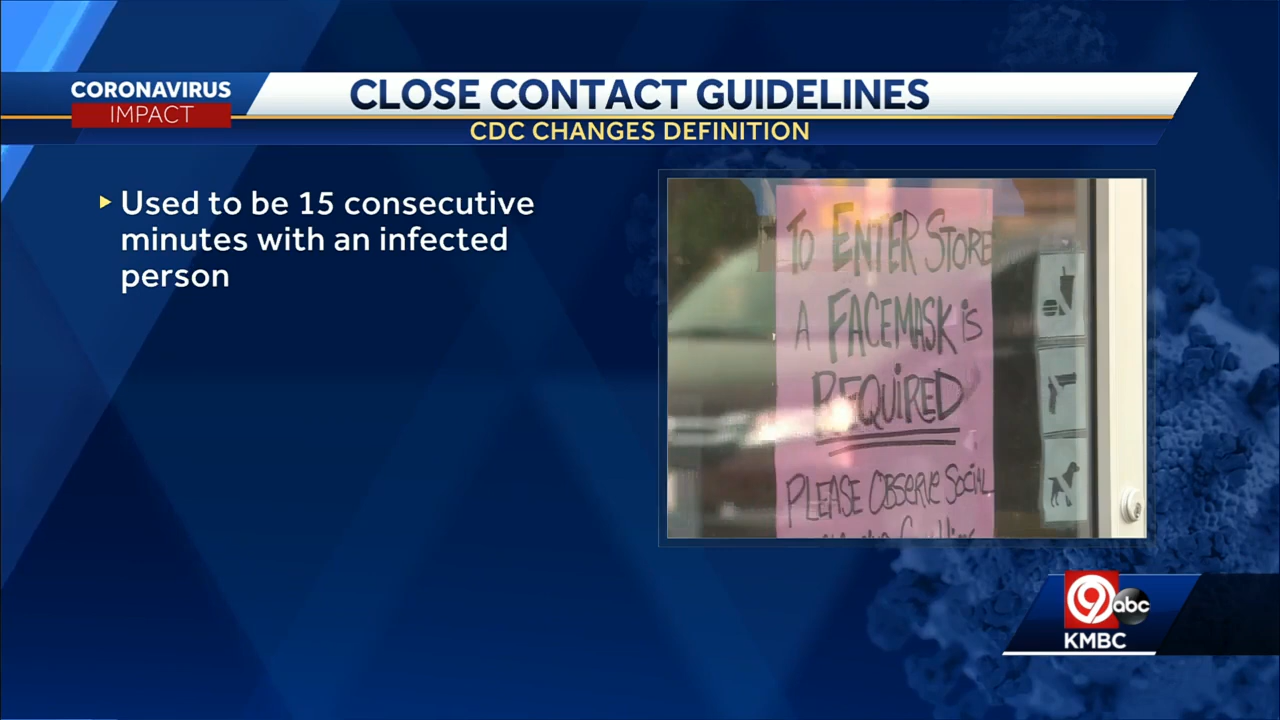 CORONAVIRUS
IMPACT
CLOSE CONTACT GUIDELINES
CDC CHANGES DEFINITION
Used to be 15 consecutive
minutes with an infected
person
TO ENTER STORE
A FACEMASK iS
REQUiRED
PLEASE OBSERVE SOCiAL
9 abc
KMBC